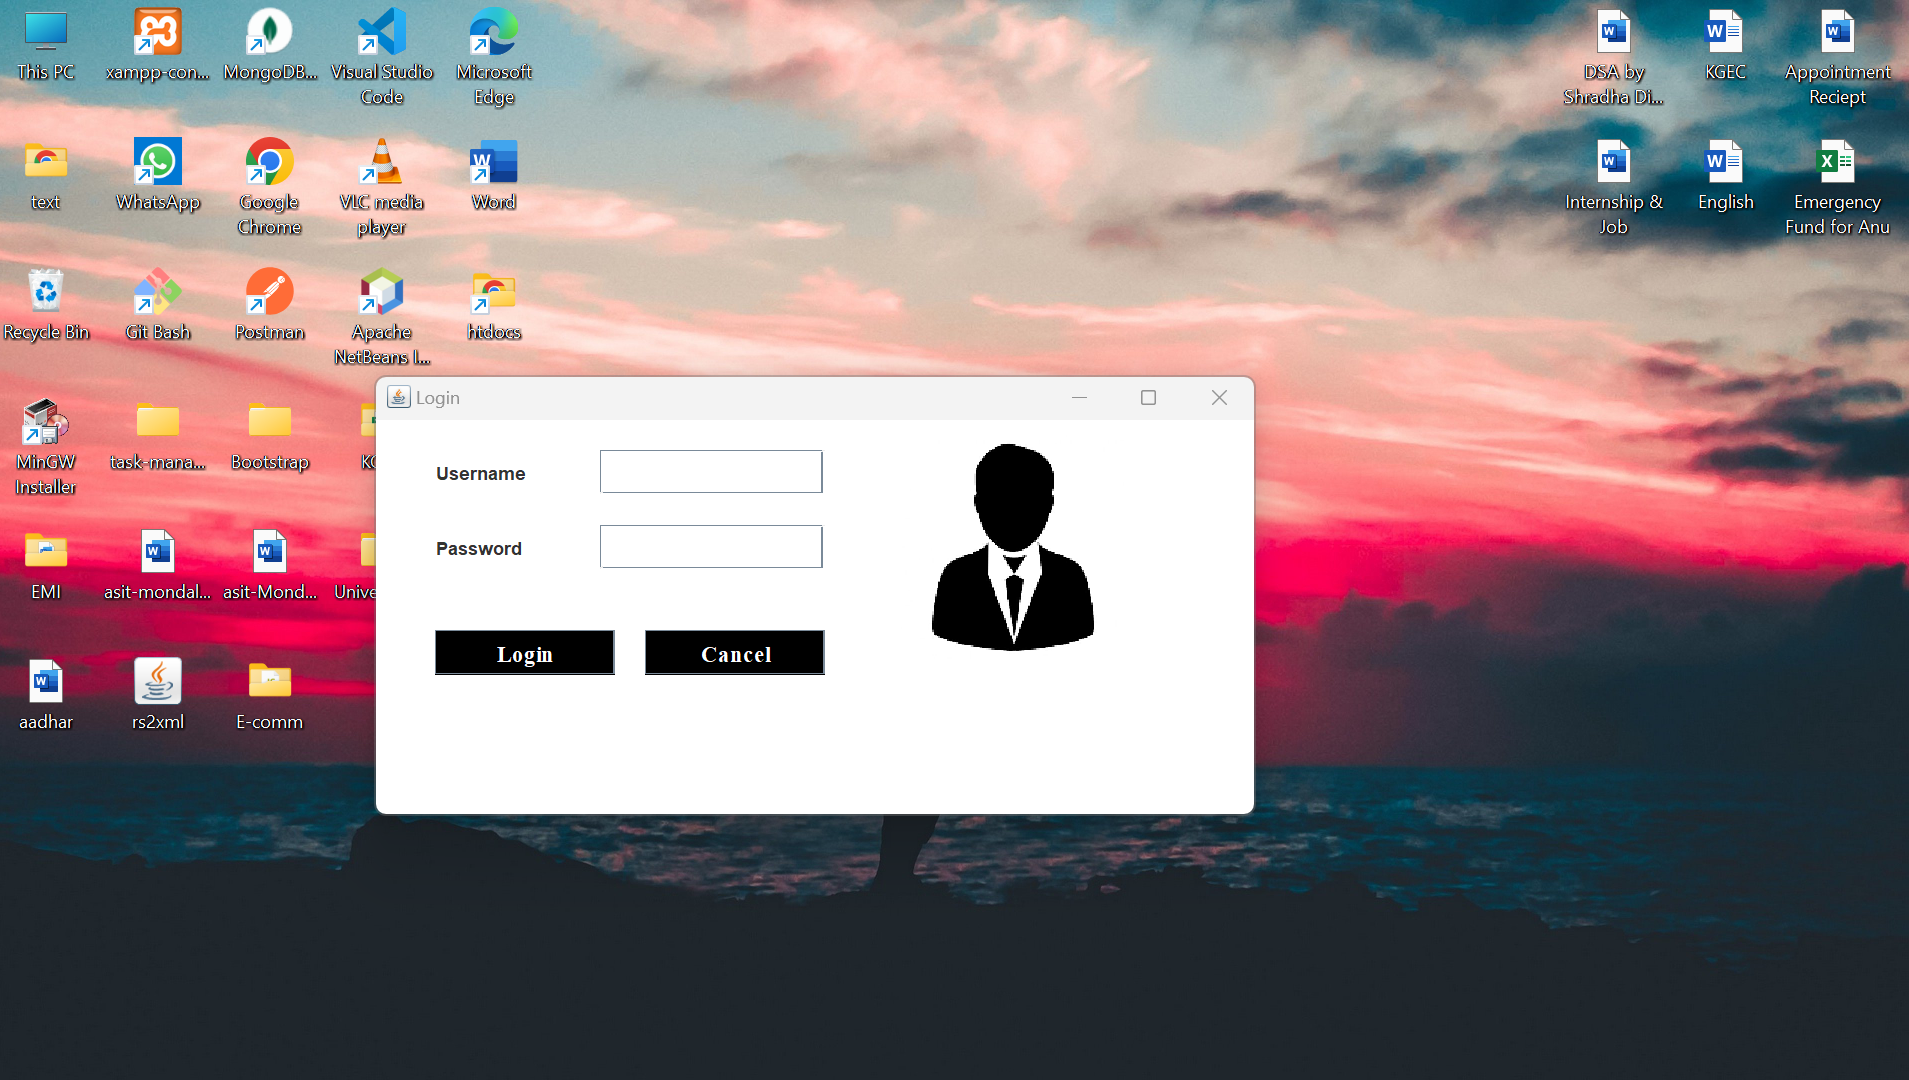 This PC
xampp-con...
MongoDB...
Visual Studio
Code
Microsoft
Edge
DSA by
Shradha Di...
KGEC
Appointment
Reciept
text
WhatsApp
Google
Chrome
VLC media
player
Word
Internship &
Job
English
Emergency
Fund for Anu
Recycle Bin
Git Bash
Postman
Apache
NetBeans I...
htdocs
MinGW
Installer
task-mana...
Bootstrap
EMI
asit-mondal...
asit-Mond...
Unive
aadhar
rs2xml
E-comm
Login
Username
Password
Login
Cancel